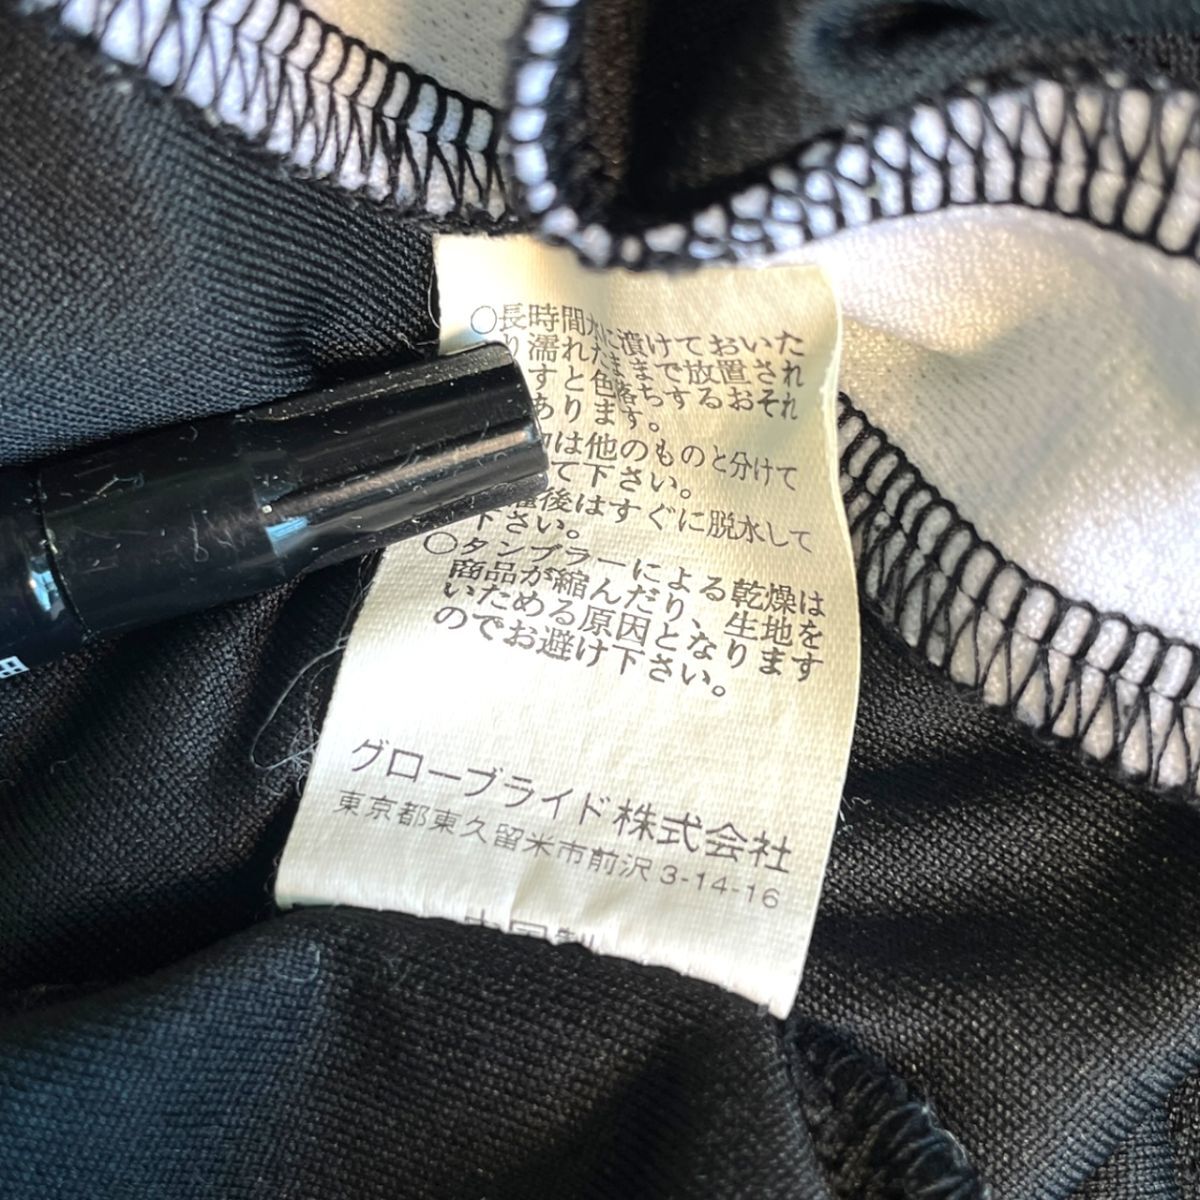 ○長時間水に漬けておいた
り濡れたままで放置され
すと色落ちするおそれ
あります。
は他のものと分けて
て下さい。
後はすぐに脱水して
下さい。
○タンブラーによる乾燥は
商品が縮んだり、生地を
いためる原因となります
のでお避け下さい。
グローブライド株式会社
東京都東久留米市前沢3-14-16
中国製